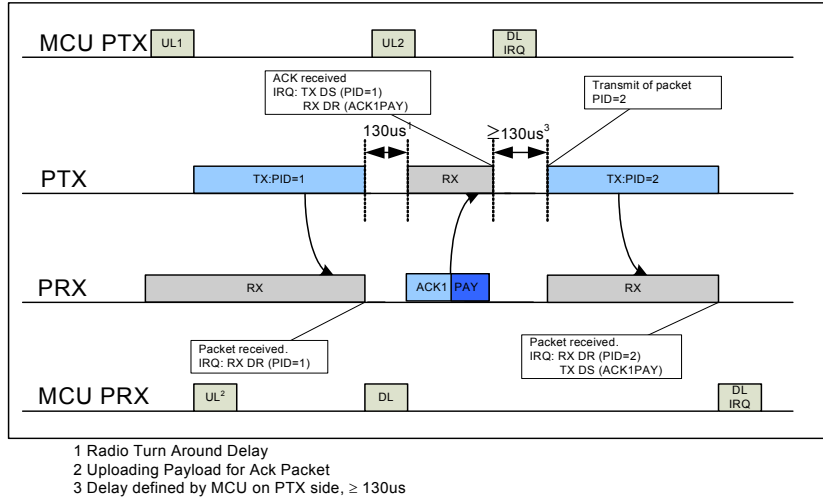 MCU PTX
UL1
UL2
DL
IRQ
ACK received
IRQ: TX DS (PID=1)
RX DR (ACK1PAY)
Transmit of packet
PID=2
130us1
≥130us3
PTX
TX:PID=1
RX
TX:PID=2
PRX
RX
ACK1 PAY
RX
Packet received.
IRQ: RX DR (PID=1)
Packet received.
IRQ: RX DR (PID=2)
TX DS (ACK1PAY)
MCU PRX
UL2
DL
DL
IRQ
1 Radio Turn Around Delay
2 Uploading Payload for Ack Packet
3 Delay defined by MCU on PTX side, ≥ 130us